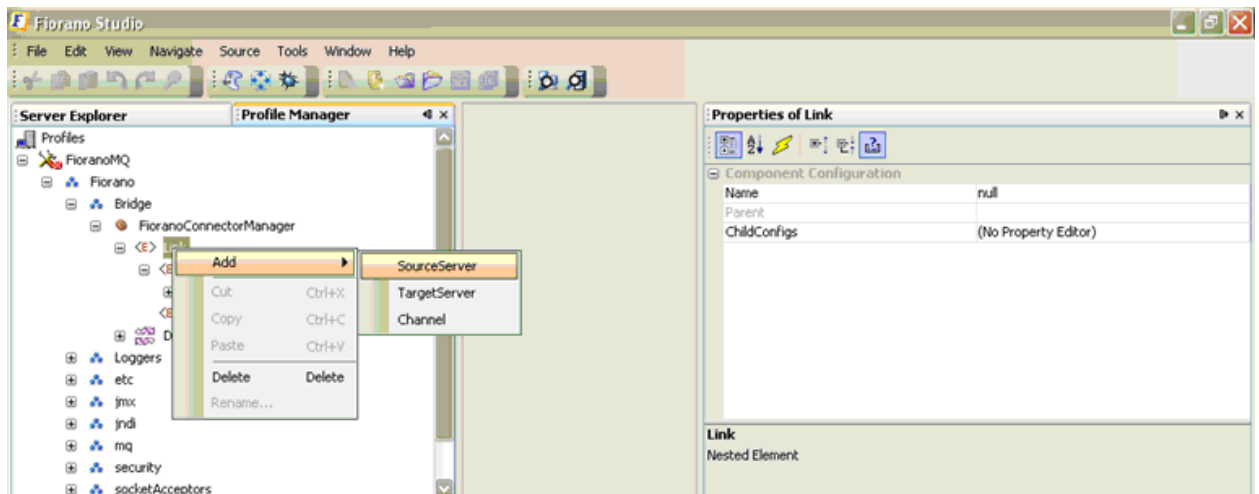 Fiorano Studio
File Edit View Navigate Source Tools Window Help
Server Explorer
Profile Manager
Profiles
FioranoMQ
Fiorano
Bridge
FioranoConnectorManager
<E> Link
<E
<E
D
Loggers
etc
jmx
jndi
mq
security
socketAcceptors
Add
Cut Ctrl+X
Copy Ctrl+C
Paste Ctrl+V
Delete Delete
Rename...
SourceServer
TargetServer
Channel
Properties of Link
Component Configuration
Name null
Parent
ChildConfigs (No Property Editor)
Link
Nested Element